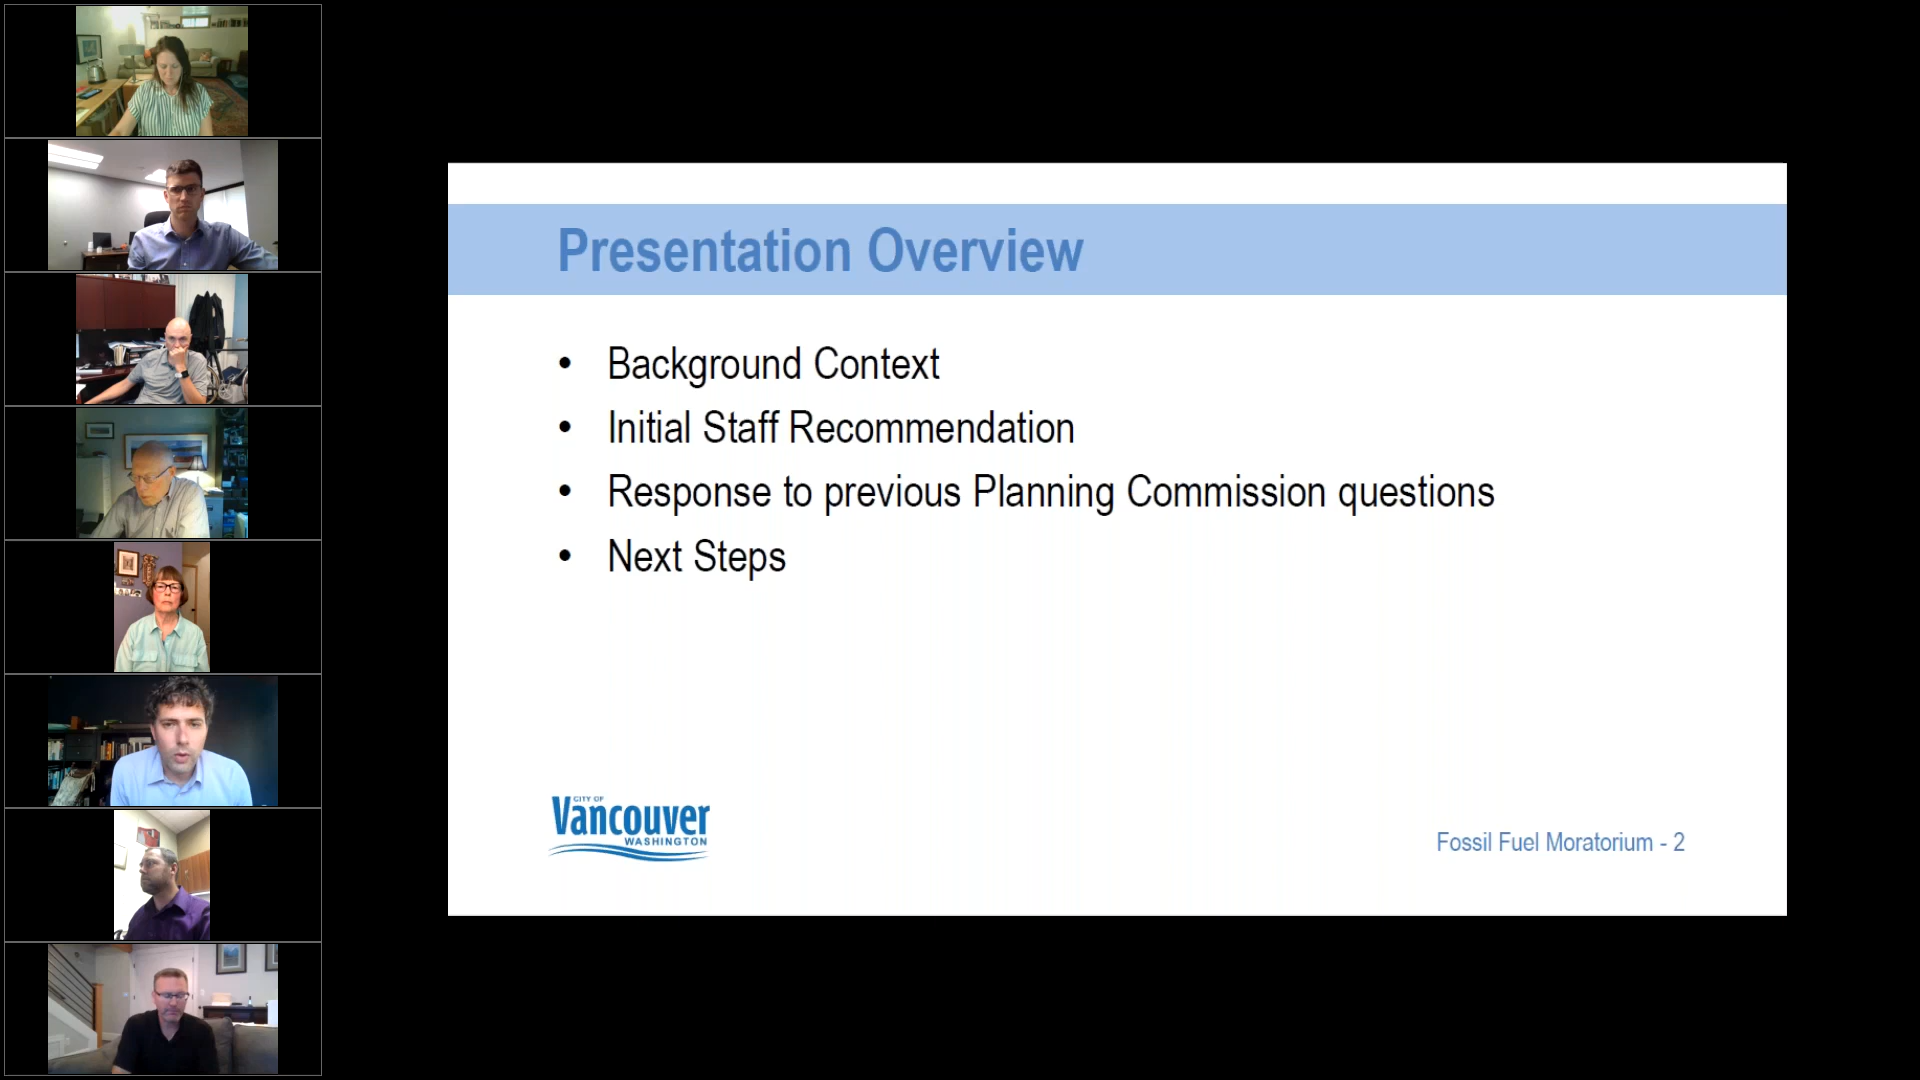 Presentation Overview
• Background Context
• Initial Staff Recommendation
• Response to previous Planning Commission questions
• Next Steps
CITY OF
Vancouver
WASHINGTON
Fossil Fuel Moratorium - 2